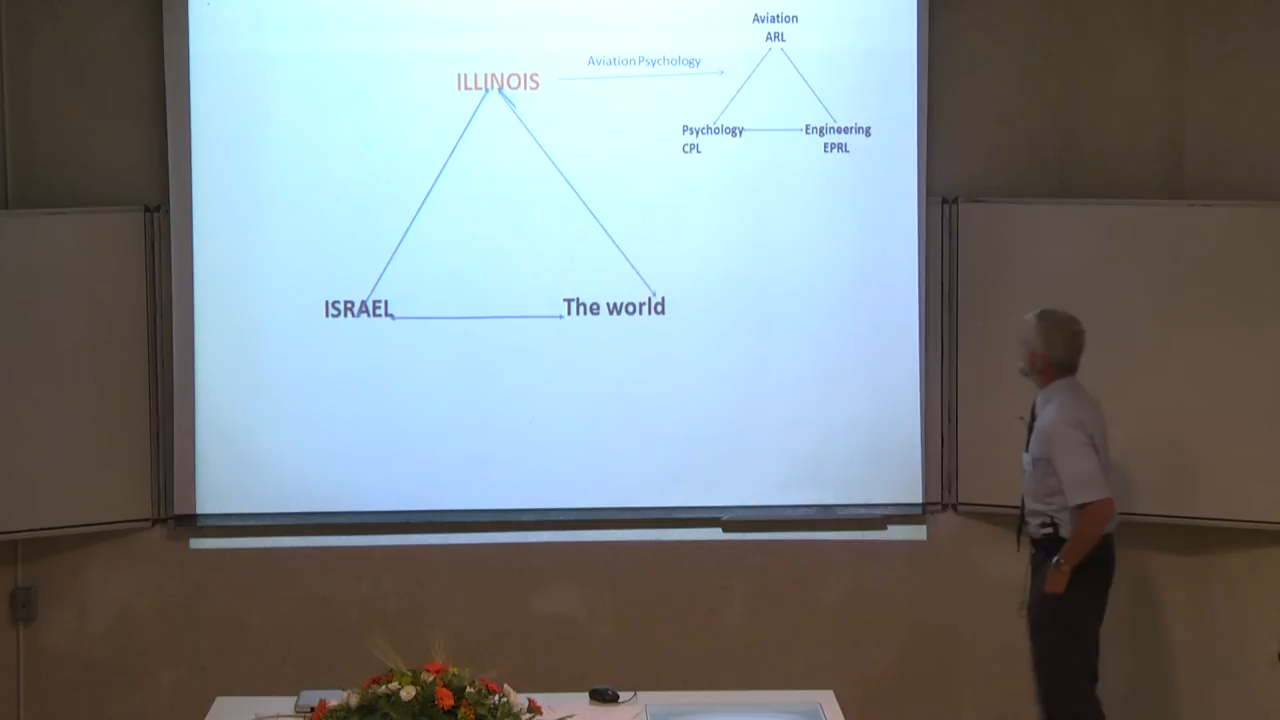 Aviation
ARL
Aviation Psychology
ILLINOIS
Psychology
CPL
Engineering
EPRL
ISRAEL
The world